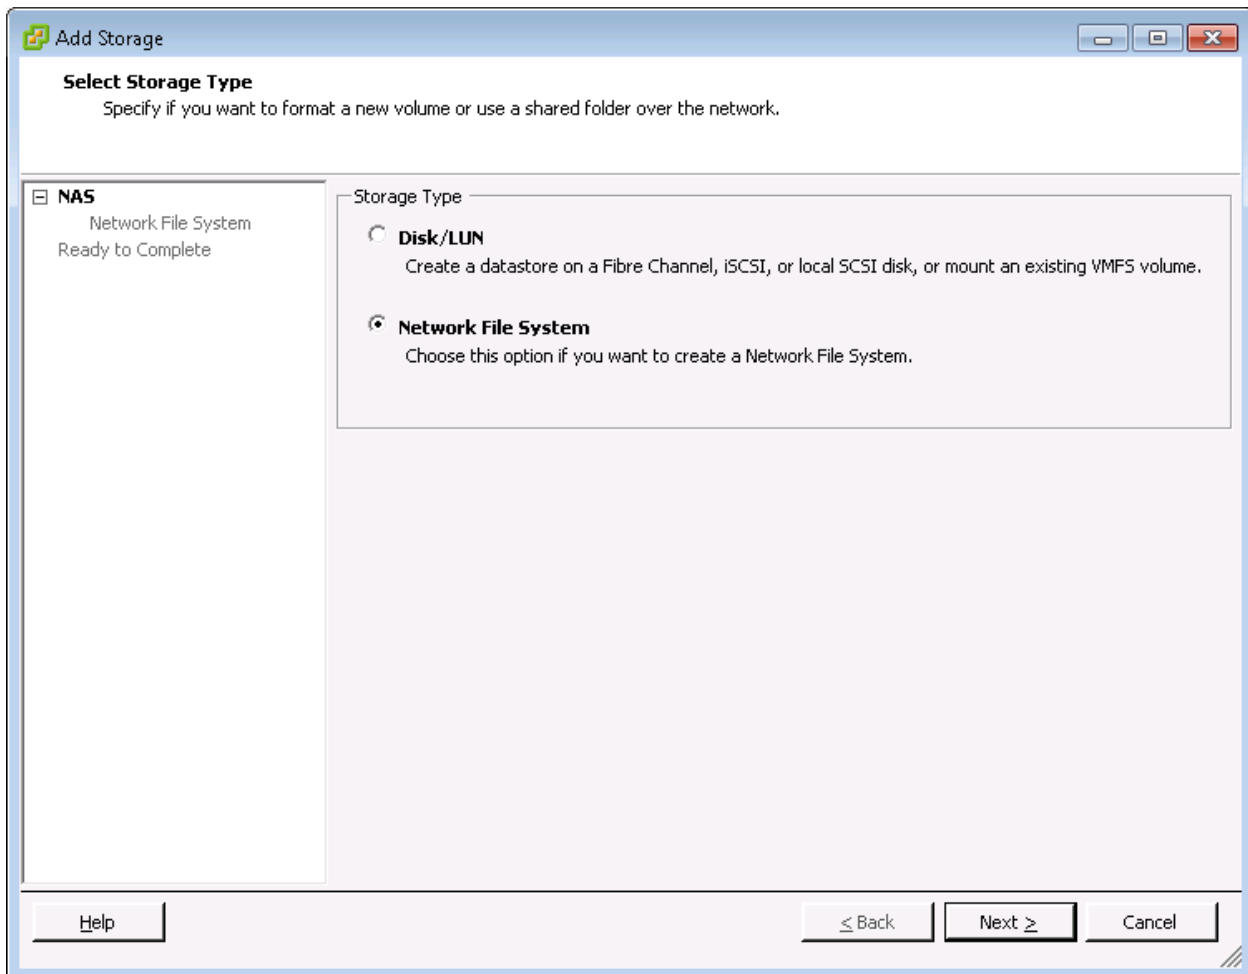 Add Storage
Select Storage Type
Specify if you want to format a new volume or use a shared folder over the network.
NAS
Network File System
Ready to Complete
Storage Type
Disk/LUN
Create a datastore on a Fibre Channel, iSCSI, or local SCSI disk, or mount an existing VMFS volume.
Network File System
Choose this option if you want to create a Network File System.
Help
< Back
Next >
Cancel